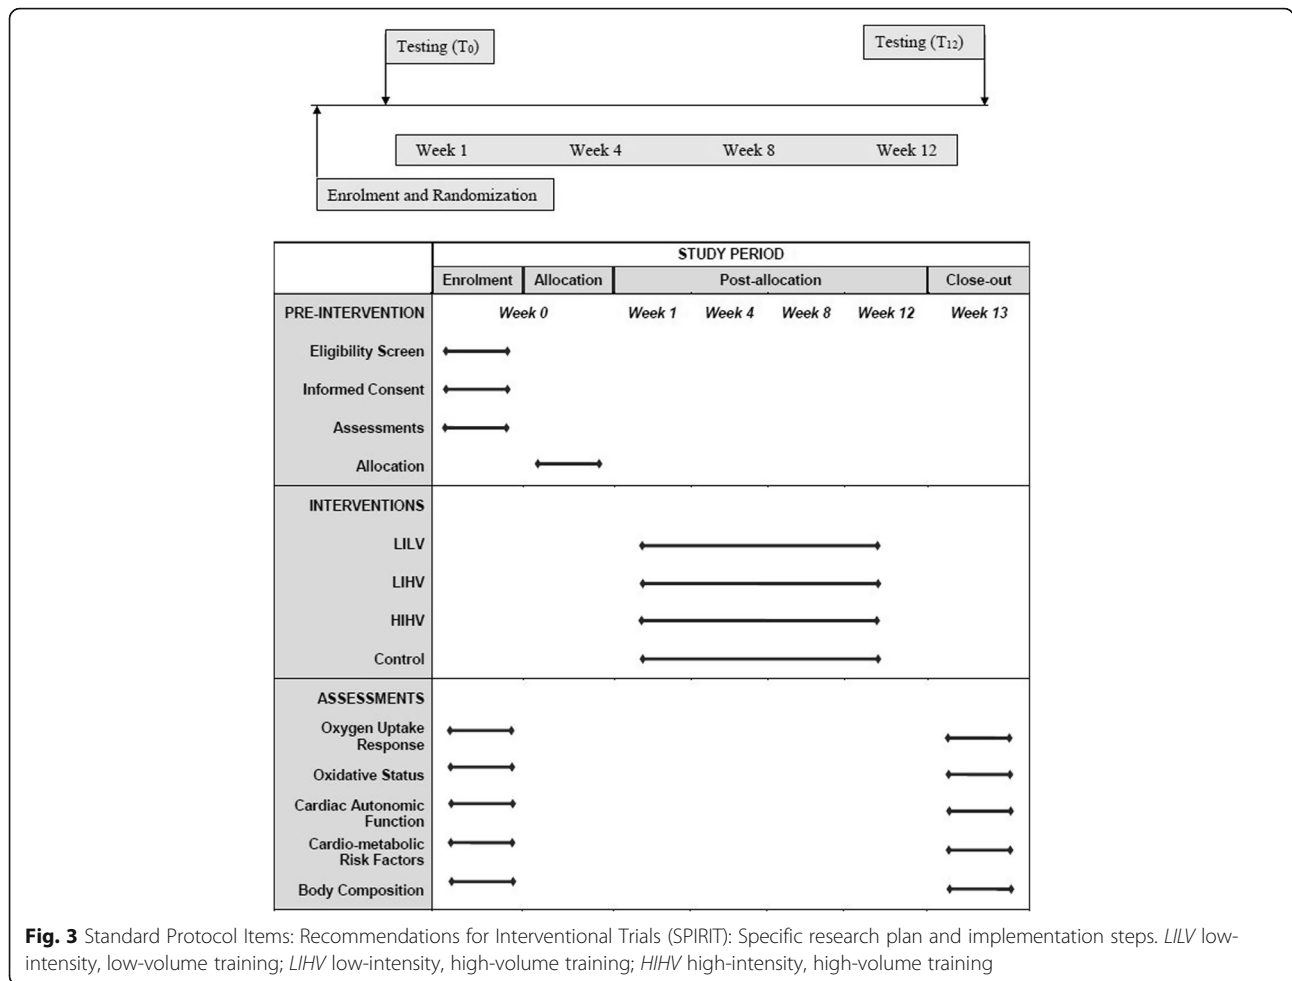 Testing (T0)
Testing (T12)
Week 1 Week 4 Week 8 Week 12
Enrolment and Randomization
STUDY PERIOD
Enrolment Allocation Post-allocation Close-out
PRE-INTERVENTION Week 0 Week 1 Week 4 Week 8 Week 12 Week 13
Eligibility Screen
Informed Consent
Assessments
Allocation
INTERVENTIONS
LILV
LIHV
HIHV
Control
ASSESSMENTS
Oxygen Uptake
Response
Oxidative Status
Cardiac Autonomic
Function
Cardio-metabolic
Risk Factors
Body Composition
Fig. 3 Standard Protocol Items: Recommendations for Interventional Trials (SPIRIT): Specific research plan and implementation steps. LILV low-
intensity, low-volume training; LIHV low-intensity, high-volume training; HIHV high-intensity, high-volume training